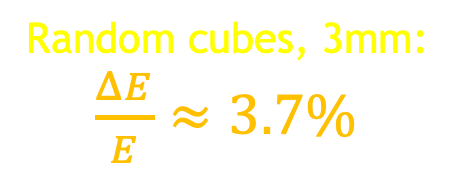 Random cubes, 3mm:
ΔE/E ≈ 3.7%